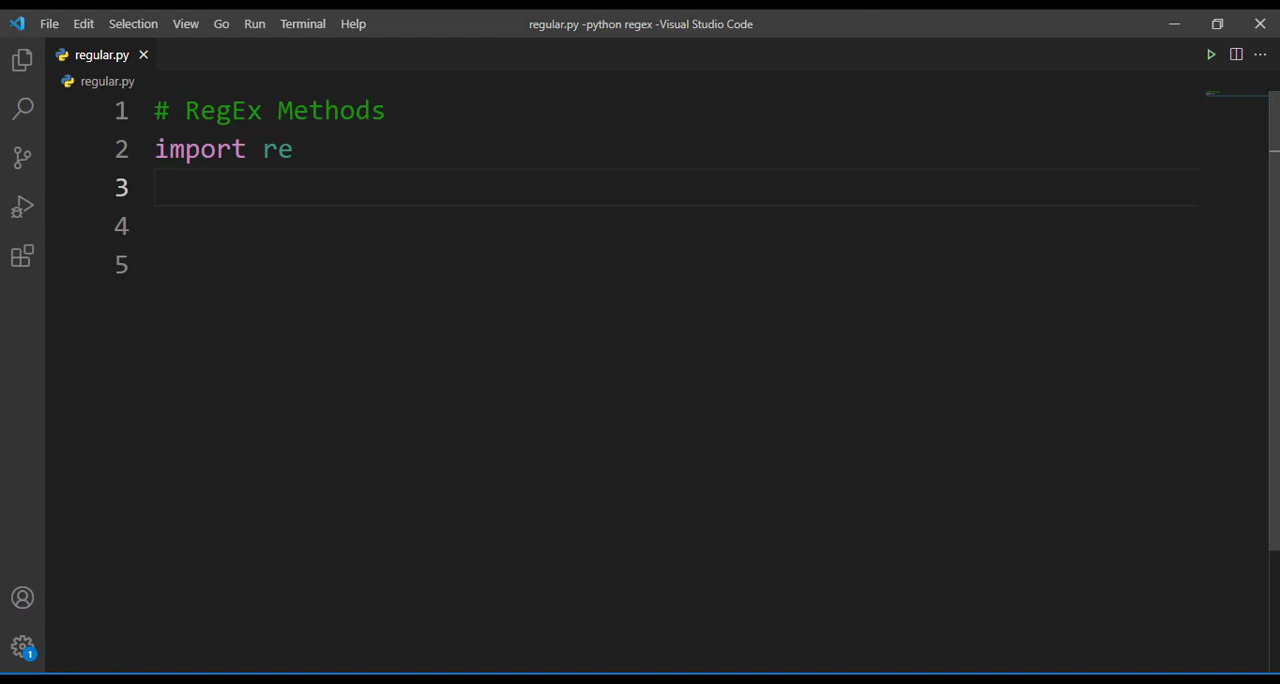 File Edit Selection View Go Run Terminal Help regular.py -python regex -Visual Studio Code
regular.py
regular.py
1 # RegEx Methods
2 import re
3
4
5
1